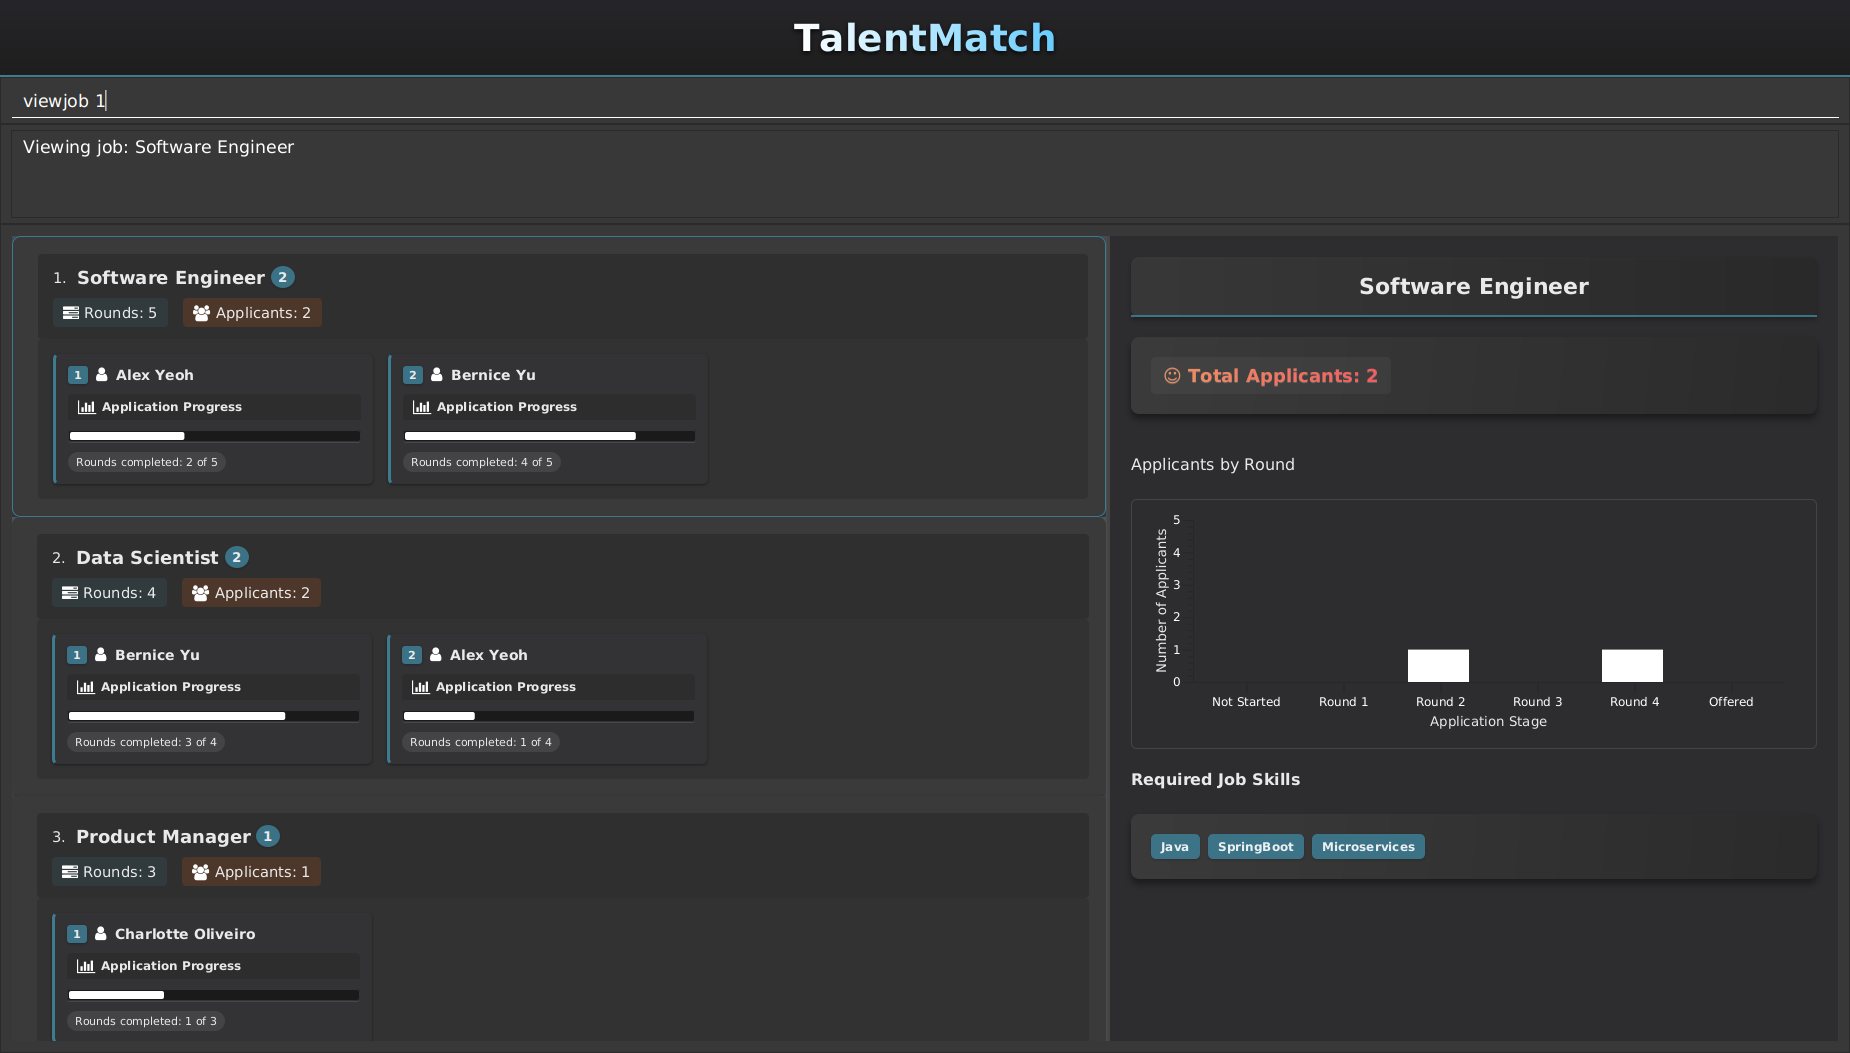 TalentMatch
viewjob 1
Viewing job: Software Engineer
1. Software Engineer 2
Rounds: 5 Applicants: 2
1 Alex Yeoh
Application Progress
Rounds completed: 2 of 5
2 Bernice Yu
Application Progress
Rounds completed: 4 of 5
2. Data Scientist 2
Rounds: 4 Applicants: 2
1 Bernice Yu
Application Progress
Rounds completed: 3 of 4
2 Alex Yeoh
Application Progress
Rounds completed: 1 of 4
3. Product Manager 1
Rounds: 3 Applicants: 1
1 Charlotte Oliveiro
Application Progress
Rounds completed: 1 of 3
Software Engineer
Total Applicants: 2
Applicants by Round
Number of Applicants
5
4
3
2
1
0
Not Started Round 1 Round 2 Round 3 Round 4 Offered
Application Stage
Required Job Skills
Java SpringBoot Microservices